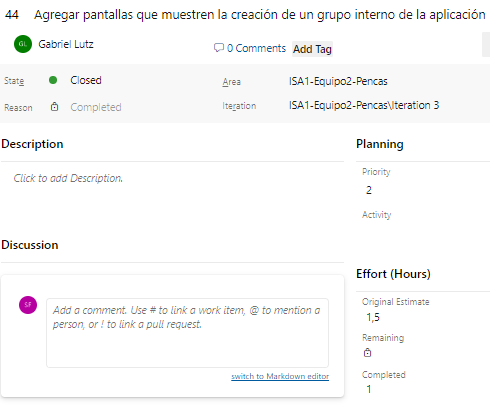 44 Agregar pantallas que muestren la creación de un grupo interno de la aplicación
GL Gabriel Lutz 0 Comments Add Tag
State Closed Area ISA1-Equipo2-Pencas
Reason Completed Iteration ISA1-Equipo2-Pencas\Iteration 3
Description
Click to add Description.
Planning
Priority
2
Activity
Discussion
SF
Add a comment. Use # to link a work item, @ to mention a
person, or ! to link a pull request.
switch to Markdown editor
Effort (Hours)
Original Estimate
1,5
Remaining
Completed
1